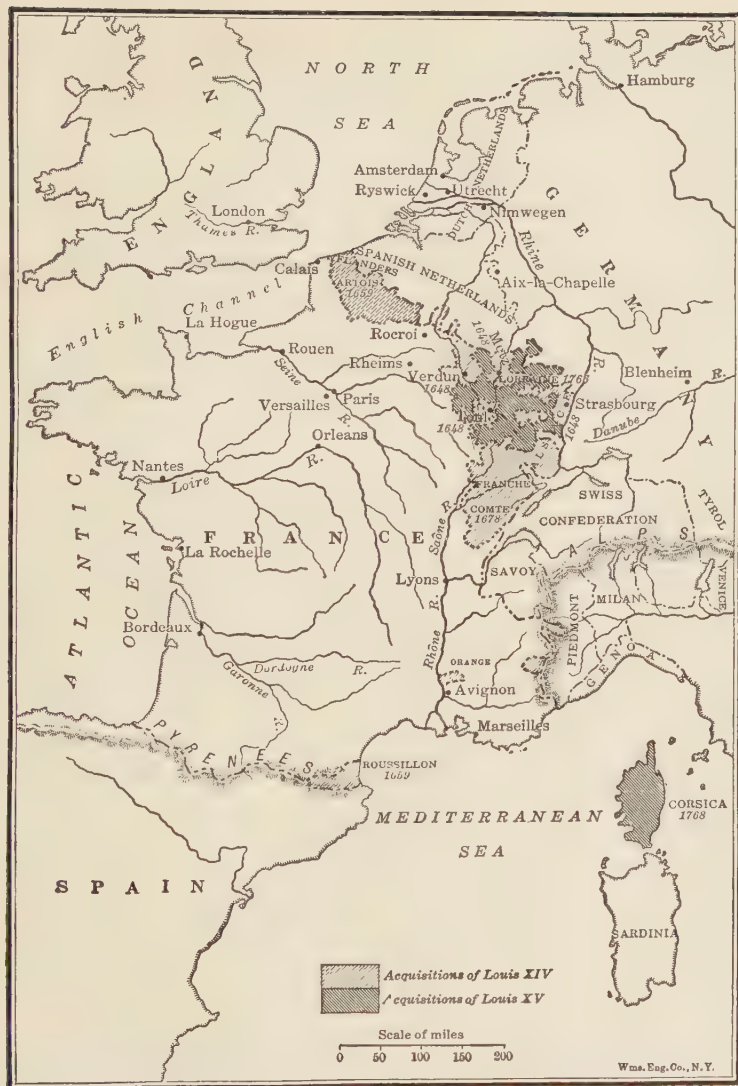 NORTH
SEA
Hamburg
ENGLAND
DUTCH NETHERLANDS
Amsterdam
Ryswick
Utrecht
Nimwegen
GERMANY
London
Thames R.
Rhine
R.
Calais
FLANDERS
SPANISH NETHERLANDS
ARTOIS
1659
Aix-la-Chapelle
English Channel
La Hogue
Rocroi
1648
Rouen
Seine
R.
Rheims
Verdun
1648
LORRAINE 1766
Blenheim
Paris
Versailles
Toul
1648
ALSACE
1648
Strasbourg
Danube R.
Orleans
Nantes
Loire
R.
FRANCHE
COMTE
1678
SWISS
CONFEDERATION
TYROL
ATLANTIC
OCEAN
FRANCE
Saône R.
ALPS
La Rochelle
Lyons
SAVOY
MILAN
VENICE
PIEDMONT
Bordeaux
Rhône
R.
ORANGE
GENOA
Dordogne
R.
Garonne
R.
Avignon
Marseilles
PYRENEES
ROUSSILLON
1659
CORSICA
1768
MEDITERRANEAN
SEA
SPAIN
SARDINIA
Acquisitions of Louis XIV
Acquisitions of Louis XV
Scale of miles
0 50 100 200
Wms. Eng. Co., N.Y.